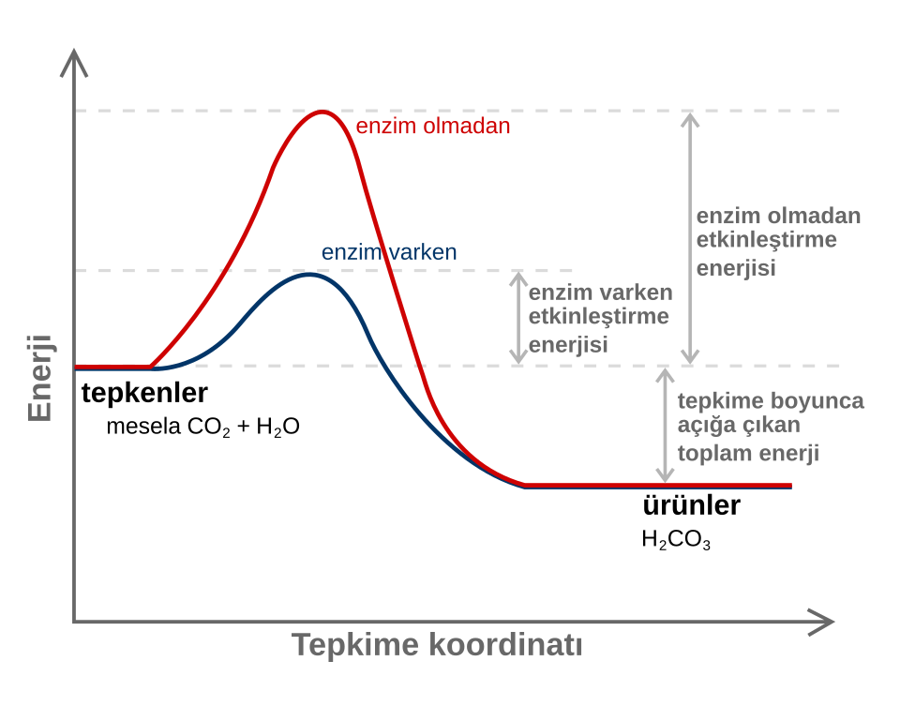 enzim olmadan
enzim varken
enzim olmadan
etkinleştirme
enerjisi
enzim varken
etkinleştirme
enerjisi
Enerji
tepkenler
mesela CO₂ + H₂O
tepkime boyunca
açığa çıkan
toplam enerji
ürünler
H₂CO₃
Tepkime koordinatı